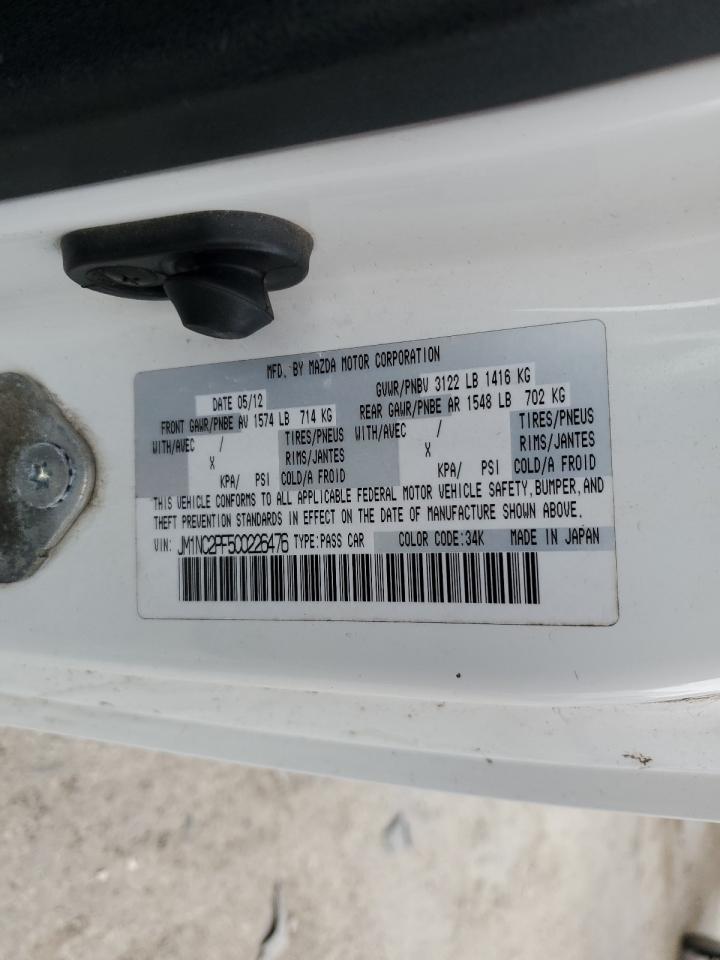 MFD. BY MAZDA MOTOR CORPORATION
DATE 05/12 GVWR/PNBV 3122 LB 1416 KG
FRONT GAWR/PNBE AV 1574 LB 714 KG REAR GAWR/PNBE AR 1548 LB 702 KG
WITH/AVEC / TIRES/PNEUS WITH/AVEC / TIRES/PNEUS
X RIMS/JANTES X RIMS/JANTES
KPA/ PSI COLD/A FROID KPA/ PSI COLD/A FROID
THIS VEHICLE CONFORMS TO ALL APPLICABLE FEDERAL MOTOR VEHICLE SAFETY, BUMPER, AND
THEFT PREVENTION STANDARDS IN EFFECT ON THE DATE OF MANUFACTURE SHOWN ABOVE.
VIN: JM1NC2PF5C0226476 TYPE:PASS CAR COLOR CODE:34K MADE IN JAPAN